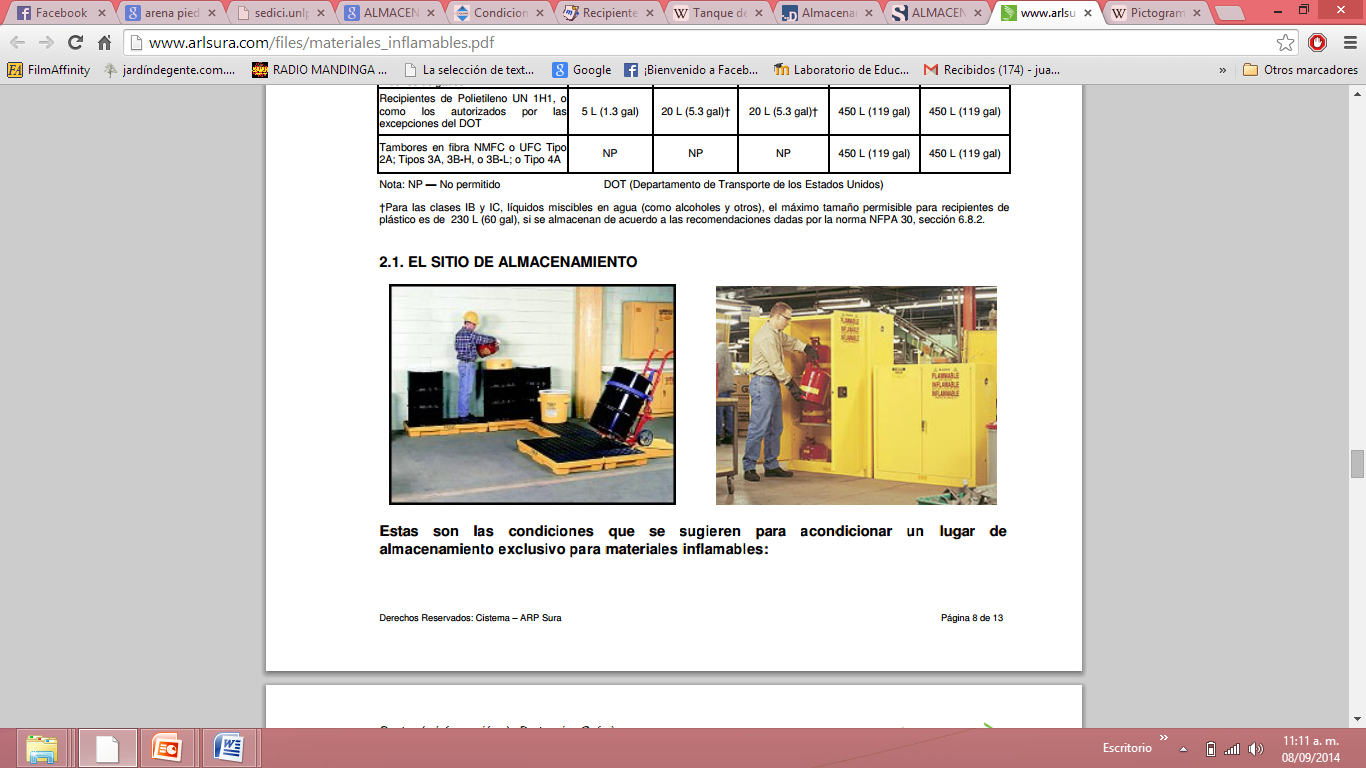 Facebook
arena pied
sedici.unlp
ALMACEN
Condicion
Recipiente
Tanque de
Almacena
ALMACEN
www.arlsu
Pictogram
www.arlsura.com/files/materiales_inflamables.pdf
FilmAffinity
jardíndegente.com....
RADIO MANDINGA ...
La selección de text...
Google
¡Bienvenido a Faceb...
Laboratorio de Educ...
Recibidos (174) - jua...
»
Otros marcadores
Recipientes de Polietileno UN 1H1, o
como los autorizados por las
excepciones del DOT
5 L (1.3 gal)
20 L (5.3 gal)†
20 L (5.3 gal)†
450 L (119 gal)
450 L (119 gal)
Tambores en fibra NMFC o UFC Tipo
2A; Tipos 3A, 3B-H, o 3B-L; o Tipo 4A
NP
NP
NP
450 L (119 gal)
450 L (119 gal)
Nota: NP — No permitido DOT (Departamento de Transporte de los Estados Unidos)
†Para las clases IB y IC, líquidos miscibles en agua (como alcoholes y otros), el máximo tamaño permisible para recipientes de
plástico es de 230 L (60 gal), si se almacenan de acuerdo a las recomendaciones dadas por la norma NFPA 30, sección 6.8.2.
2.1. EL SITIO DE ALMACENAMIENTO
FLAMMABLE
INFLAMABLE
INFLAMMABLE
Estas son las condiciones que se sugieren para acondicionar un lugar de
almacenamiento exclusivo para materiales inflamables:
Derechos Reservados: Cistema – ARP Sura
Página 8 de 13
Escritorio
»
11:11 a. m.
08/09/2014